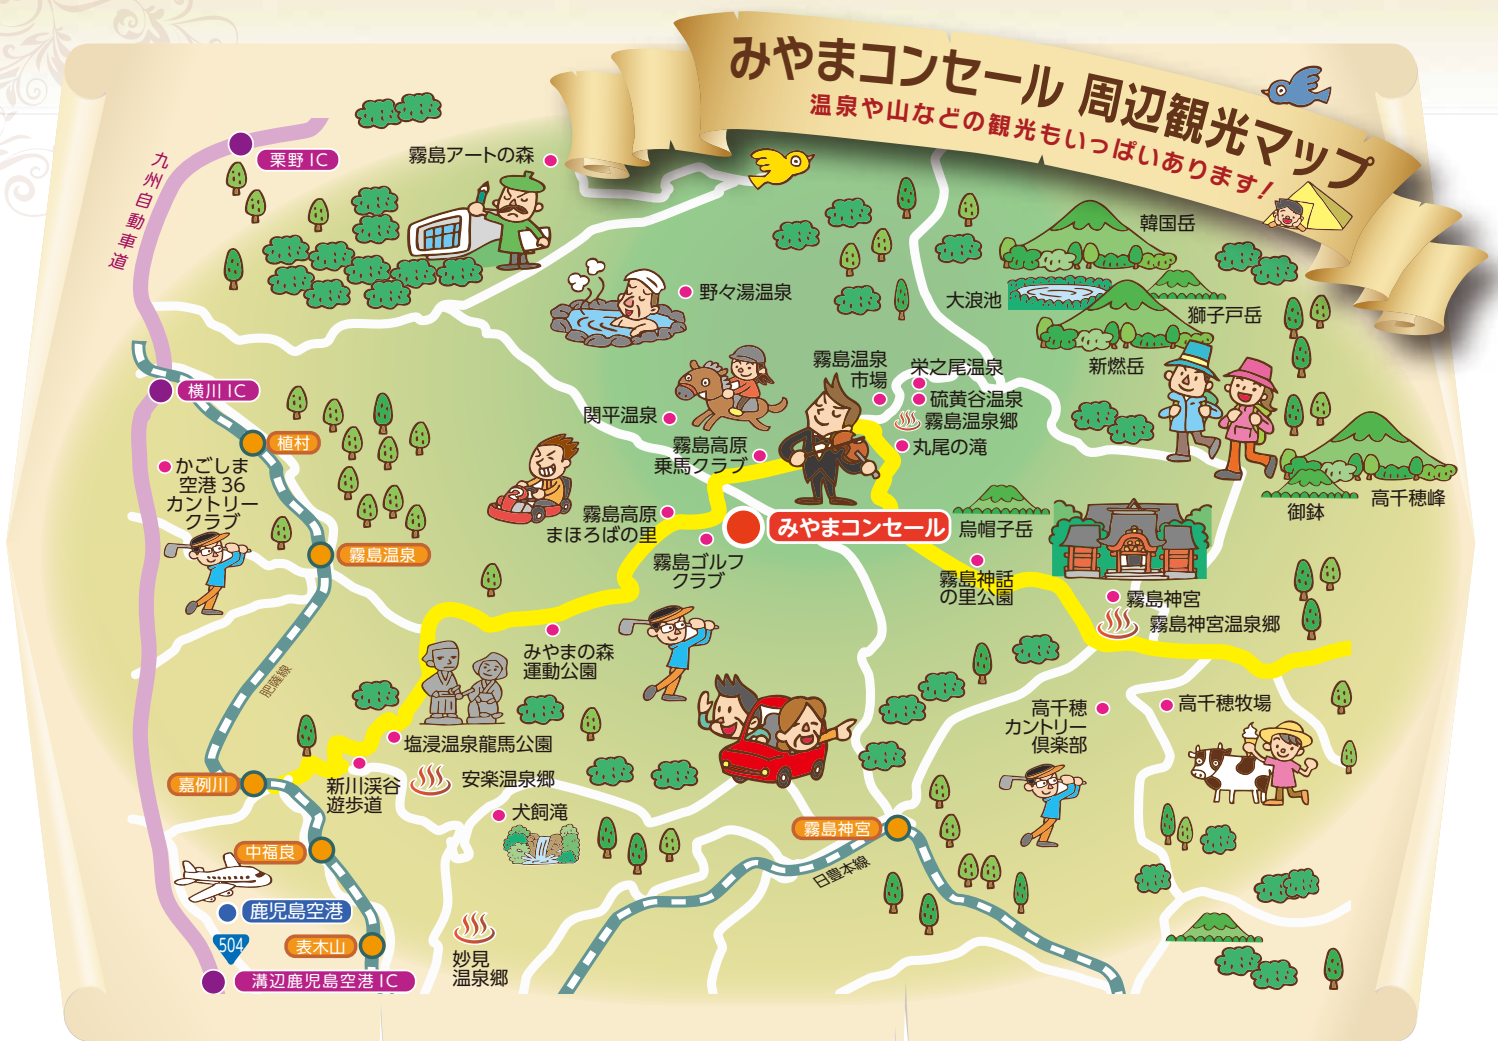 みやまコンセール 周辺観光マップ
温泉や山などの観光もいっぱいあります！
九州自動車道
栗野 IC
霧島アートの森
韓国岳
大浪池
獅子戸岳
新燃岳
野々湯温泉
霧島温泉
市場
栄之尾温泉
硫黄谷温泉
霧島温泉郷
丸尾の滝
横川 IC
植村
関平温泉
霧島高原
乗馬クラブ
かごしま
空港 36
カントリー
クラブ
高千穂峰
御鉢
霧島高原
まほろばの里
みやまコンセール
烏帽子岳
霧島温泉
霧島ゴルフ
クラブ
霧島神話
の里公園
霧島神宮
霧島神宮温泉郷
みやまの森
運動公園
肥薩線
高千穂
カントリー
倶楽部
高千穂牧場
塩浸温泉龍馬公園
嘉例川
新川渓谷
遊歩道
安楽温泉郷
犬飼滝
霧島神宮
日豊本線
中福良
鹿児島空港
504
表木山
妙見
温泉郷
溝辺鹿児島空港 IC